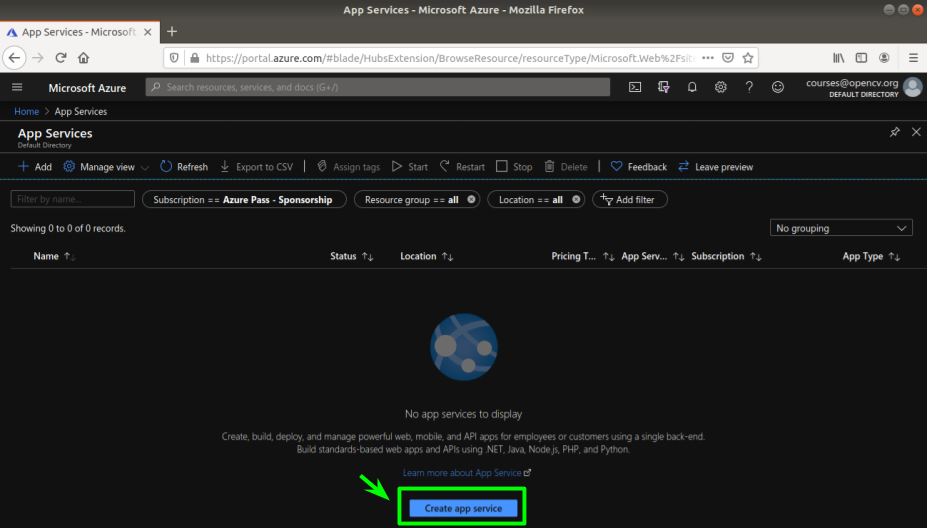 App Services - Microsoft Azure - Mozilla Firefox
App Services - Microsoft
https://portal.azure.com/#blade/HubsExtension/BrowseResource/resourceType/Microsoft.Web%2Fsit
Microsoft Azure
Search resources, services, and docs (G+/)
courses@opencv.org
DEFAULT DIRECTORY
Home > App Services
App Services
Default Directory
Add Manage view Refresh Export to CSV Assign tags Start Restart Stop Delete Feedback Leave preview
Filter by name... Subscription == Azure Pass - Sponsorship Resource group == all Location == all Add filter
Showing 0 to 0 of 0 records.
No grouping
Name ↑↓ Status ↑↓ Location ↑↓ Pricing T... ↑↓ App Serv... ↑↓ Subscription ↑↓ App Type ↑↓
No app services to display
Create, build, deploy, and manage powerful web, mobile, and API apps for employees or customers using a single back-end.
Build standards-based web apps and APIs using .NET, Java, Node.js, PHP, and Python.
Learn more about App Service
Create app service